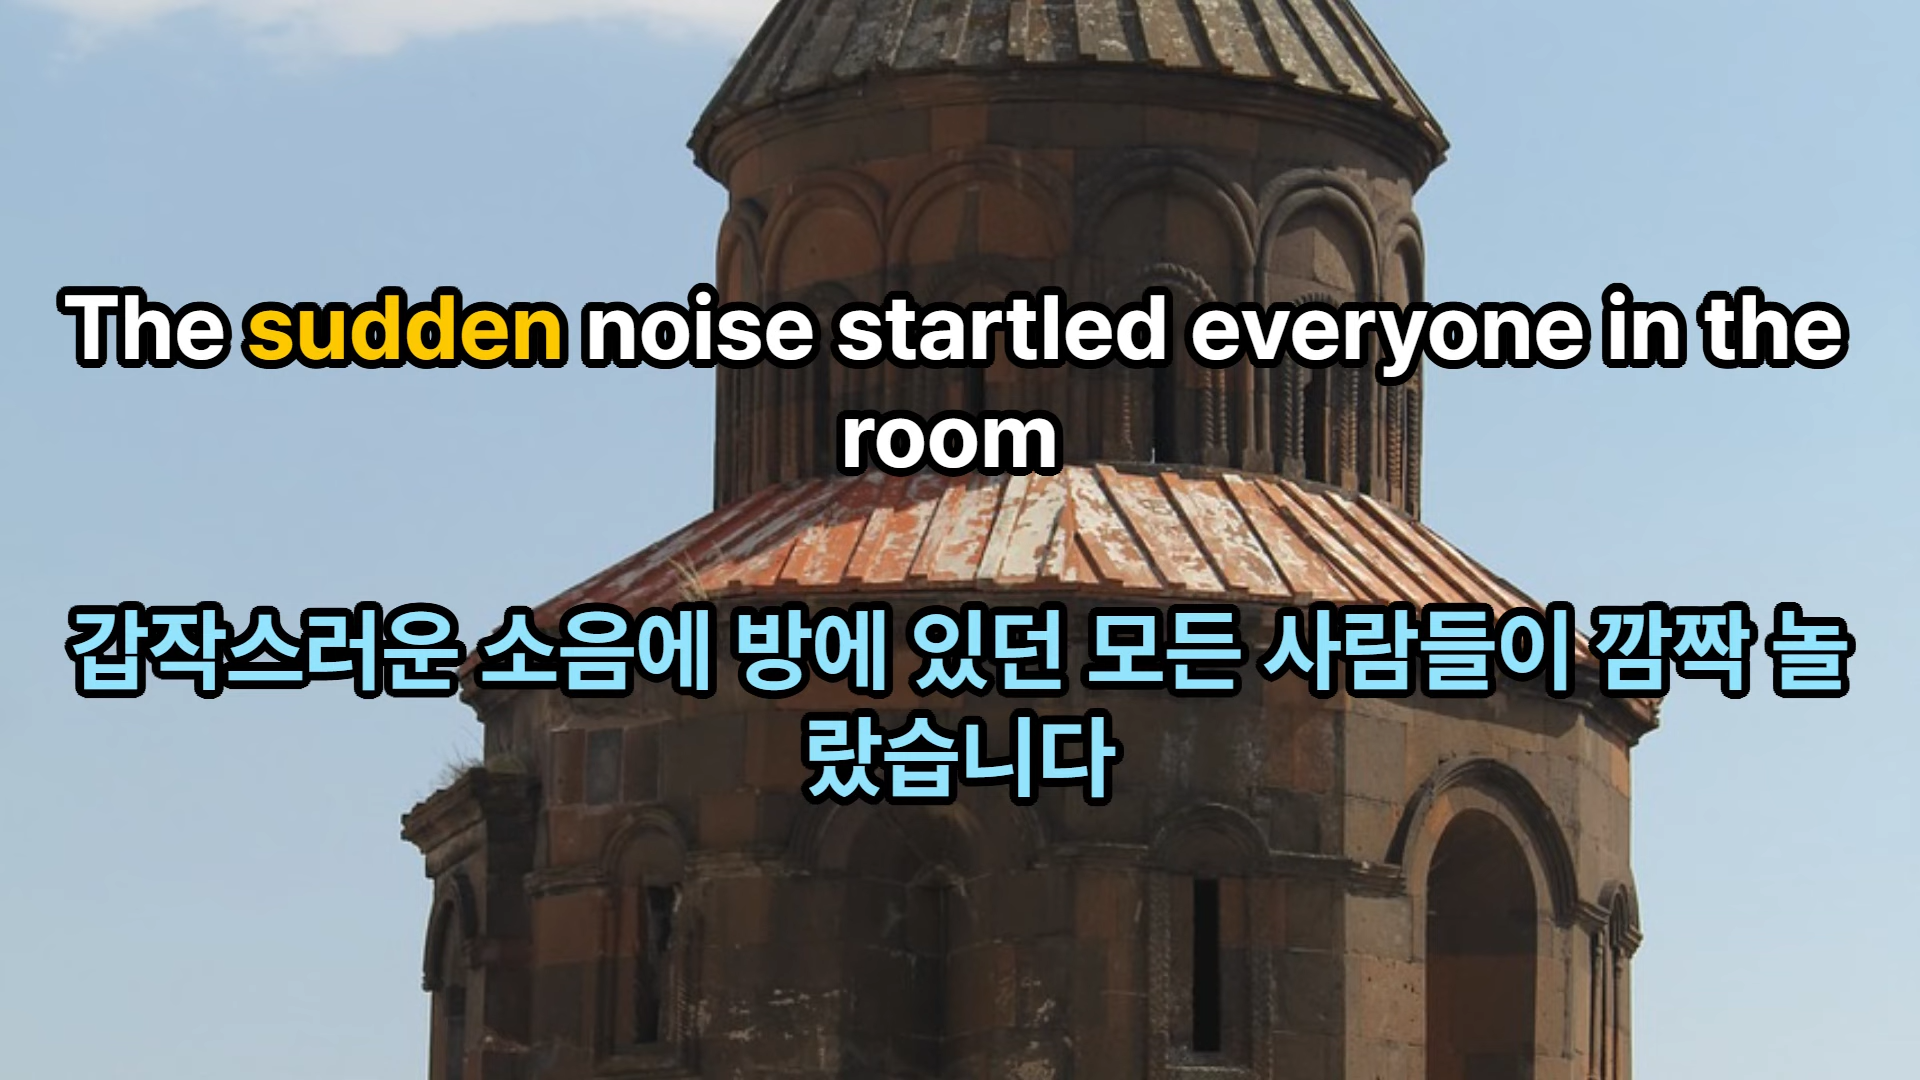 The sudden noise startled everyone in the
room
갑작스러운 소음에 방에 있던 모든 사람들이 깜짝 놀
랐습니다